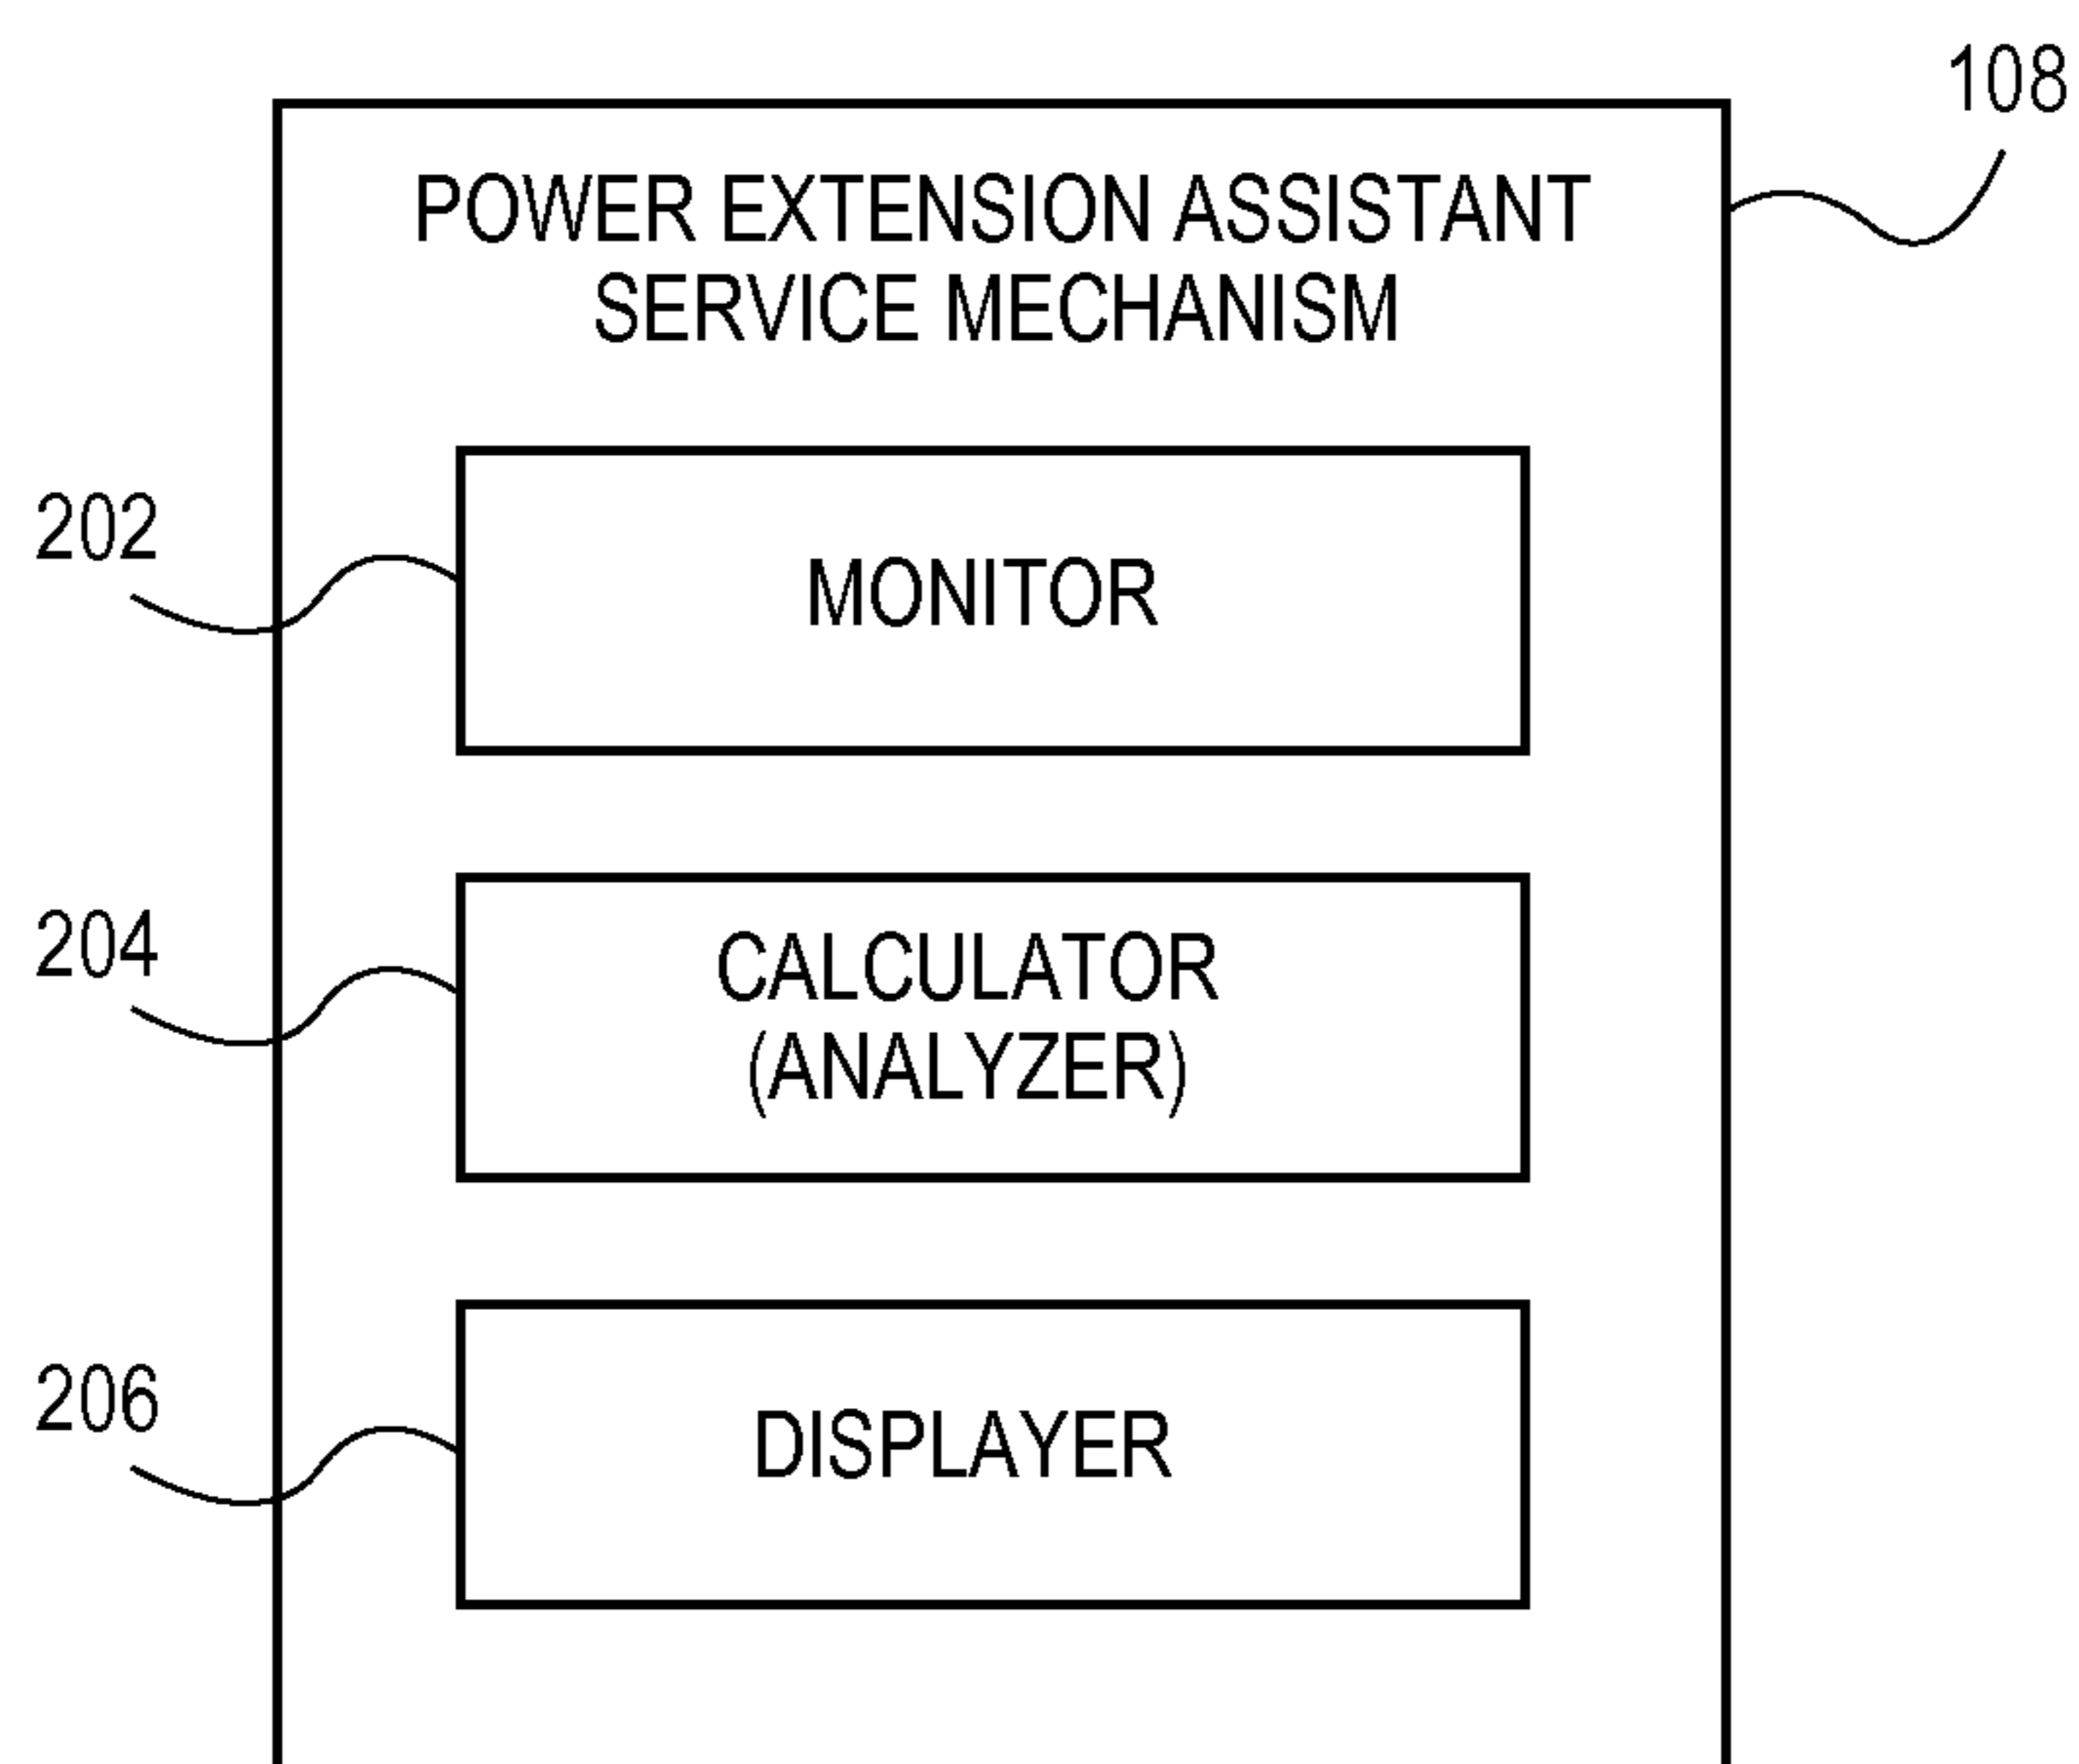 108
POWER EXTENSION ASSISTANT
SERVICE MECHANISM
202
MONITOR
204
CALCULATOR
(ANALYZER)
206
DISPLAYER